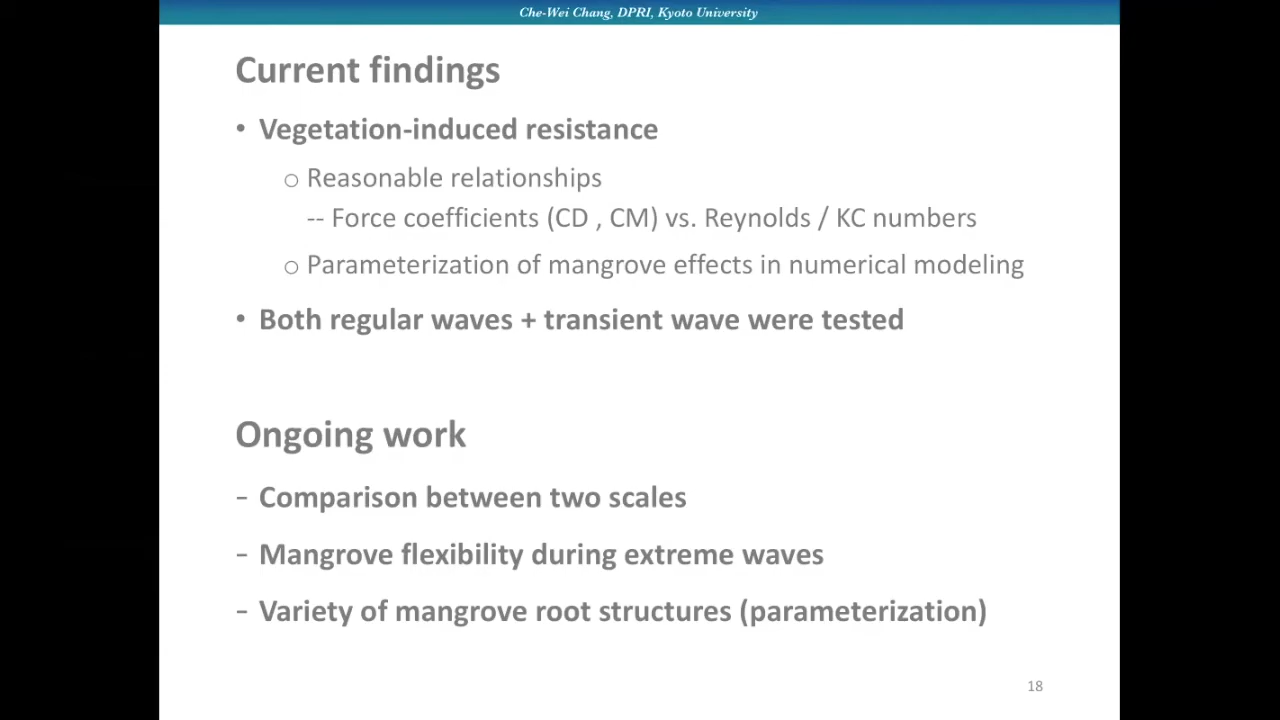 Che-Wei Chang, DPRI, Kyoto University
Current findings
• Vegetation-induced resistance
o Reasonable relationships
-- Force coefficients (CD , CM) vs. Reynolds / KC numbers
o Parameterization of mangrove effects in numerical modeling
• Both regular waves + transient wave were tested
Ongoing work
- Comparison between two scales
- Mangrove flexibility during extreme waves
- Variety of mangrove root structures (parameterization)
18